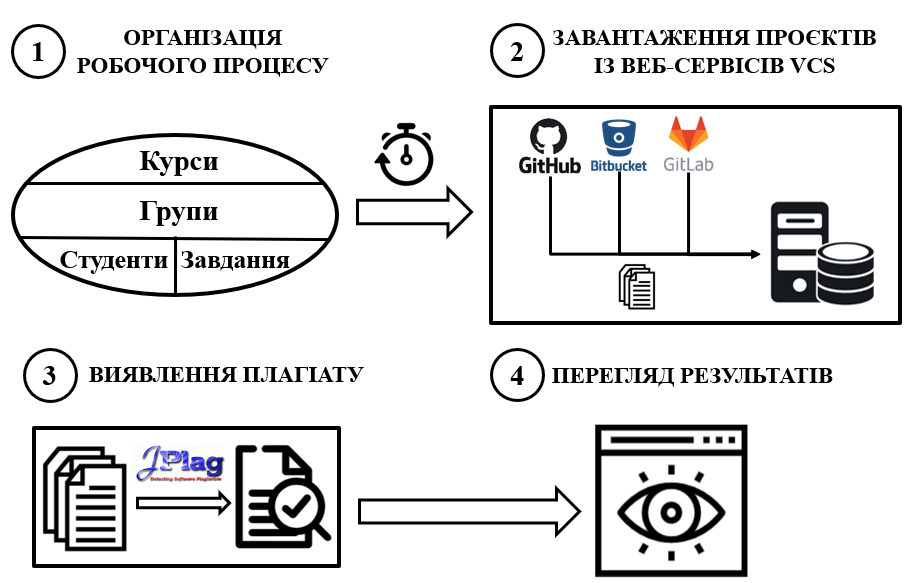 1
ОРГАНІЗАЦІЯ
РОБОЧОГО ПРОЦЕСУ
2
ЗАВАНТАЖЕННЯ ПРОЄКТІВ
ІЗ ВЕБ-СЕРВІСІВ VCS
Курси
Групи
Студенти Завдання
GitHub
Bitbucket
GitLab
3
ВИЯВЛЕННЯ ПЛАГІАТУ
JPlag
Detecting Software Plagiarism
4
ПЕРЕГЛЯД РЕЗУЛЬТАТІВ